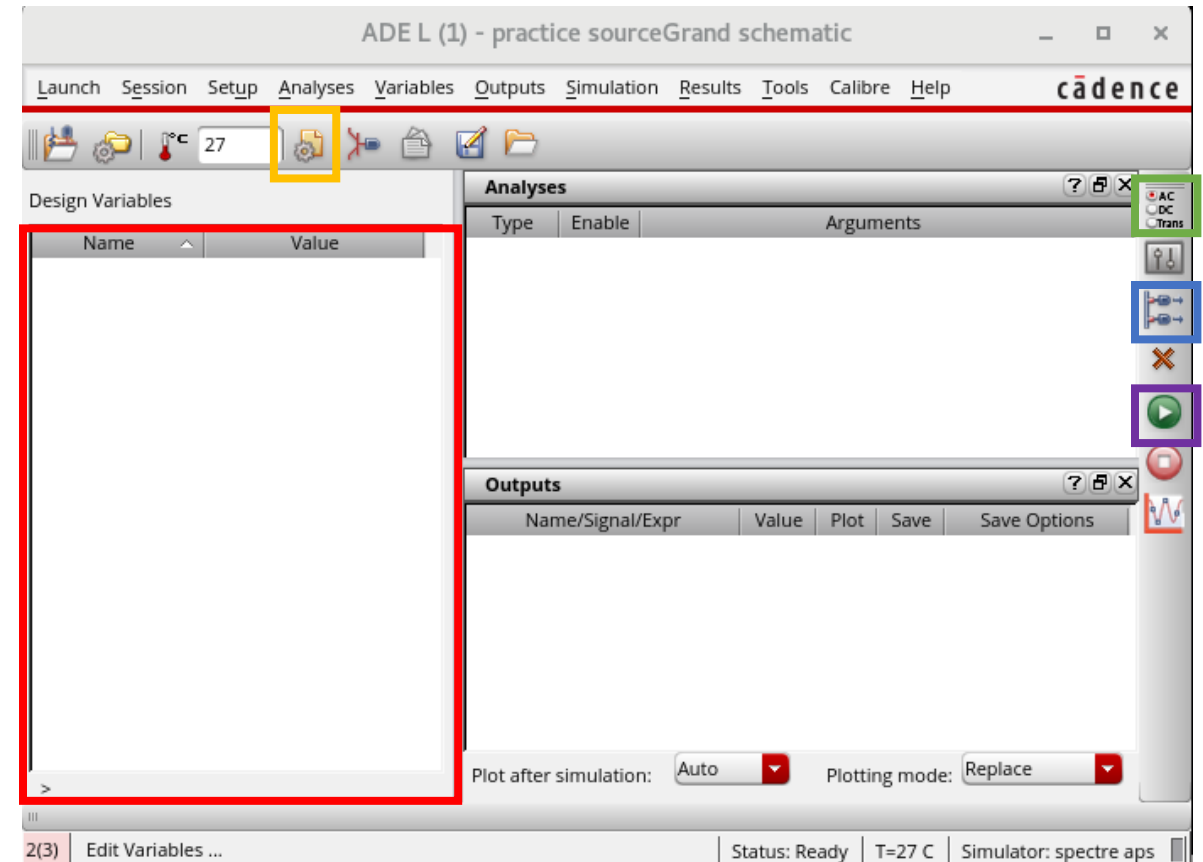 ADE L (1) - practice sourceGrand schematic
Launch Session Setup Analyses Variables Outputs Simulation Results Tools Calibre Help cādence
°C 27
Design Variables
Name Value
>
Analyses
Type Enable Arguments
AC
DC
Trans
Outputs
Name/Signal/Expr Value Plot Save Save Options
Plot after simulation: Auto Plotting mode: Replace
2(3) Edit Variables ... Status: Ready T=27 C Simulator: spectre aps